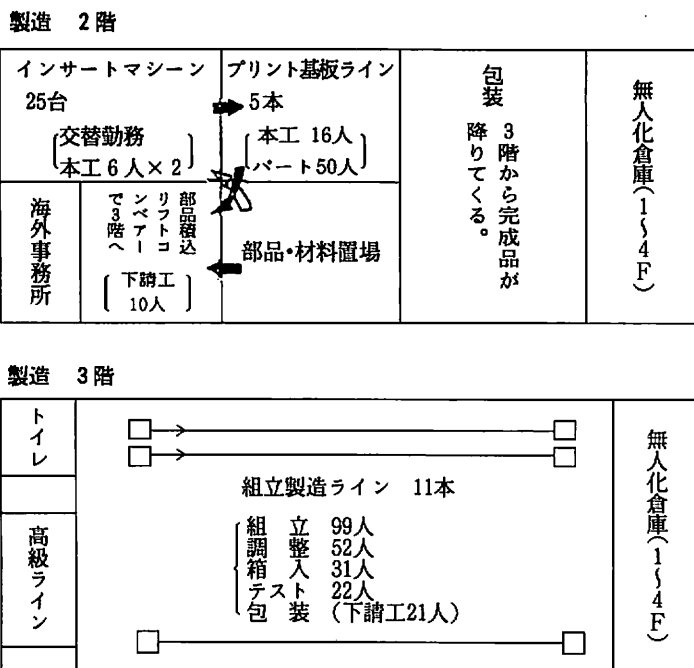 製造　2階
インサートマシーン
25台
交替勤務
本工6人×2
プリント基板ライン
5本
本工 16人
パート50人
包装
3階から完成品が
降りてくる。
無人化倉庫(1〜4F)
海外事務所
部品積込
リフトコ
ンベアー
で3階へ
下請工
10人
部品・材料置場
製造　3階
トイレ
高級ライン
組立製造ライン　11本
組　立　99人
調　整　52人
箱　入　31人
テスト　22人
包　装　(下請工21人)
無人化倉庫(1〜4F)